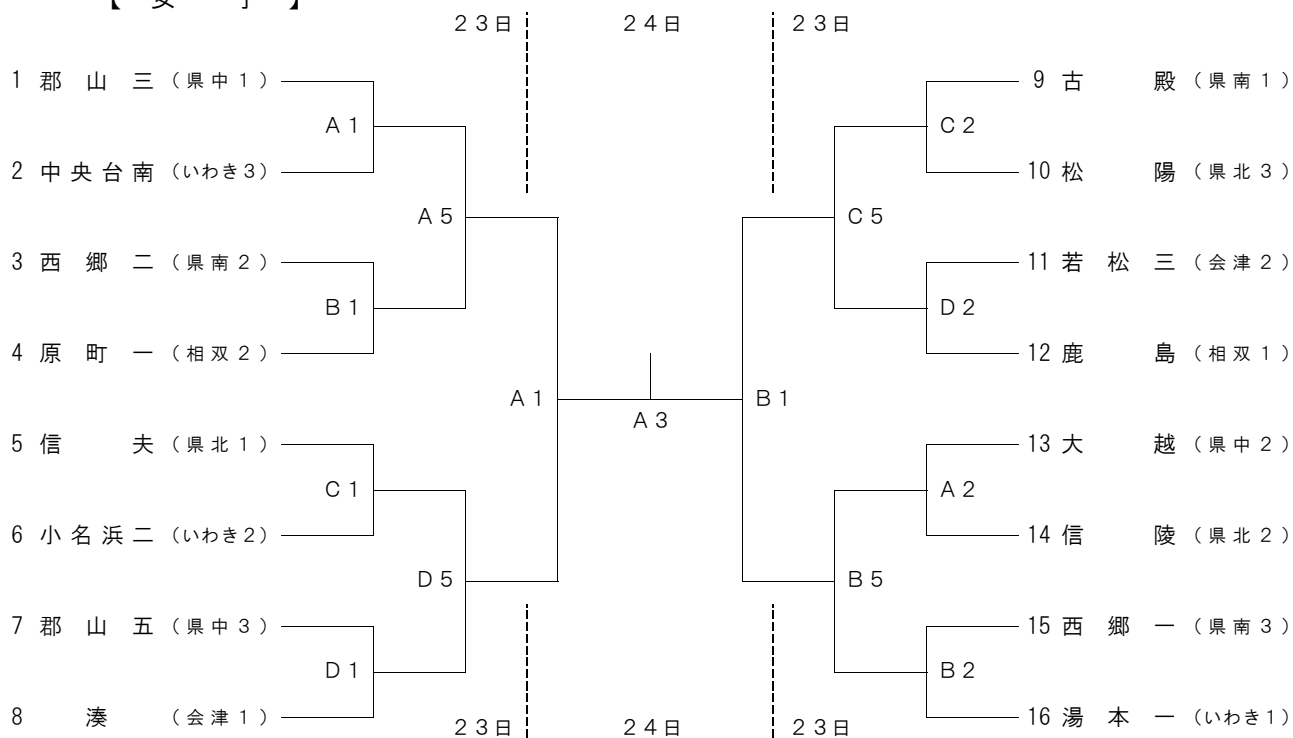 【 女 子 】
23日 24日 23日
1 郡山三 (県中1)
2 中央台南 (いわき3)
3 西郷二 (県南2)
4 原町一 (相双2)
5 信夫 (県北1)
6 小名浜二 (いわき2)
7 郡山五 (県中3)
8 湊 (会津1)
A1
B1
C1
D1
A5
D5
A1
A3
B1
C5
B5
C2
D2
A2
B2
9 古殿 (県南1)
10 松陽 (県北3)
11 若松三 (会津2)
12 鹿島 (相双1)
13 大越 (県中2)
14 信陵 (県北2)
15 西郷一 (県南3)
16 湯本一 (いわき1)
23日 24日 23日